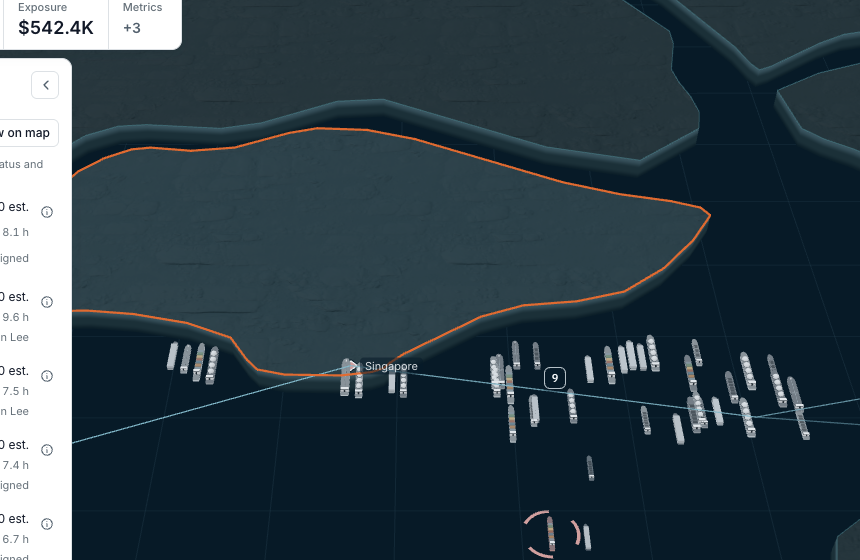 Exposure
Metrics
$542.4K
+3
w on map
atus and
0 est.
8.1 h
igned
0 est.
9.6 h
n Lee
0 est.
7.5 h
n Lee
0 est.
7.4 h
igned
0 est.
6.7 h
igned
Singapore
9